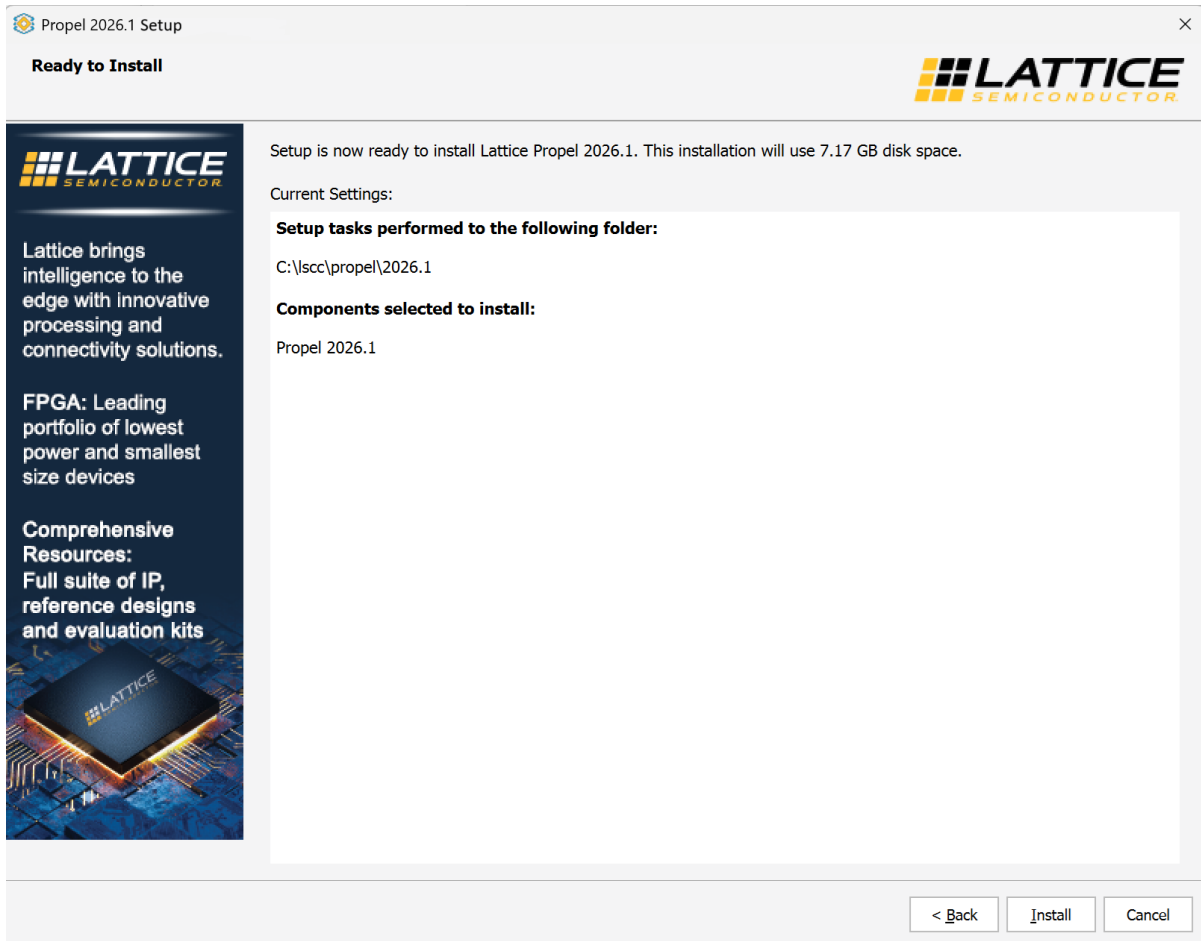 Propel 2026.1 Setup
Ready to Install
LATTICE
SEMICONDUCTOR
LATTICE
SEMICONDUCTOR
Lattice brings
intelligence to the
edge with innovative
processing and
connectivity solutions.
FPGA: Leading
portfolio of lowest
power and smallest
size devices
Comprehensive
Resources:
Full suite of IP,
reference designs
and evaluation kits
LATTICE
SEMICONDUCTOR
Setup is now ready to install Lattice Propel 2026.1. This installation will use 7.17 GB disk space.
Current Settings:
Setup tasks performed to the following folder:
C:\lscc\propel\2026.1
Components selected to install:
Propel 2026.1
< Back
Install
Cancel